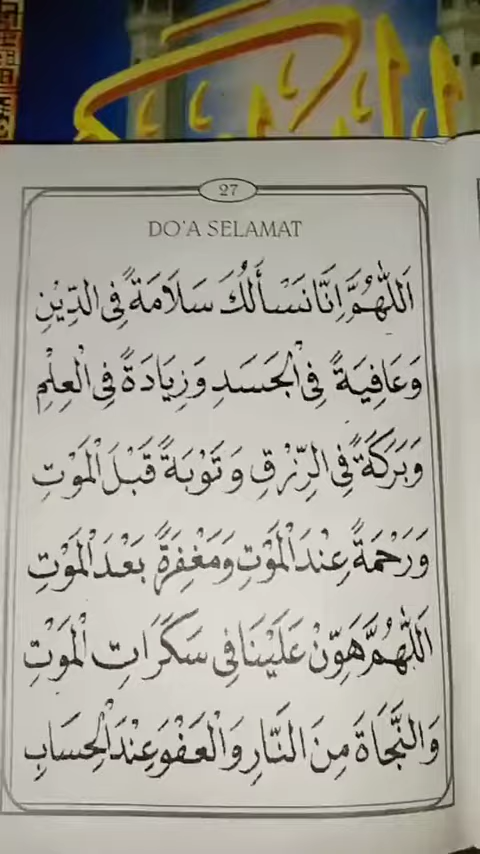 27
DO'A SELAMAT
اَللّٰهُمَّ اِنَّا نَسْأَلُكَ سَلَامَةً فِى الدِّيْنِ
وَعَافِيَةً فِى الْجَسَدِ وَزِيَادَةً فِى الْعِلْمِ
وَبَرَكَةً فِى الرِّزْقِ وَتَوْبَةً قَبْلَ الْمَوْتِ
وَرَحْمَةً عِنْدَ الْمَوْتِ وَمَغْفِرَةً بَعْدَ الْمَوْتِ
اَللّٰهُمَّ هَوِّنْ عَلَيْنَا فِى سَكَرَاتِ الْمَوْتِ
وَالنَّجَاةَ مِنَ النَّارِ وَالْعَفْوَ عِنْدَ الْحِسَابِ